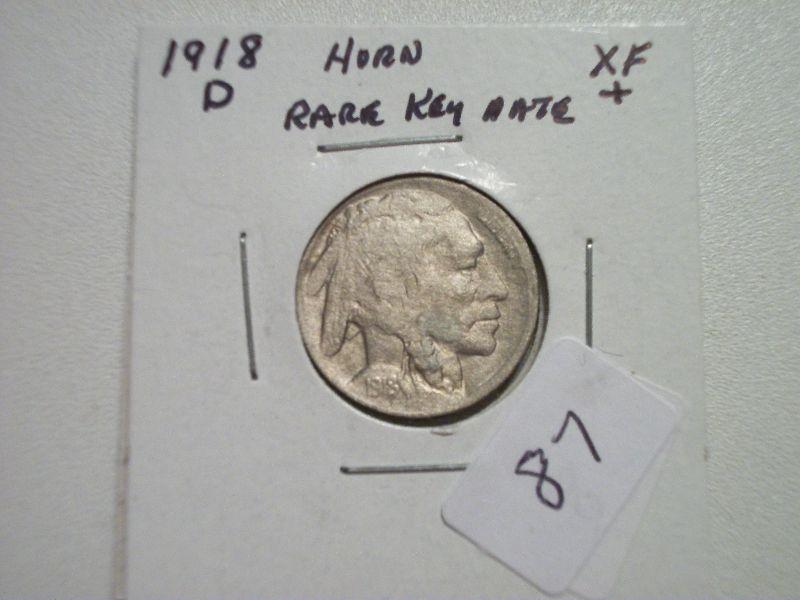 1918 HORN XF
D RARE KEY DATE +
1918
87